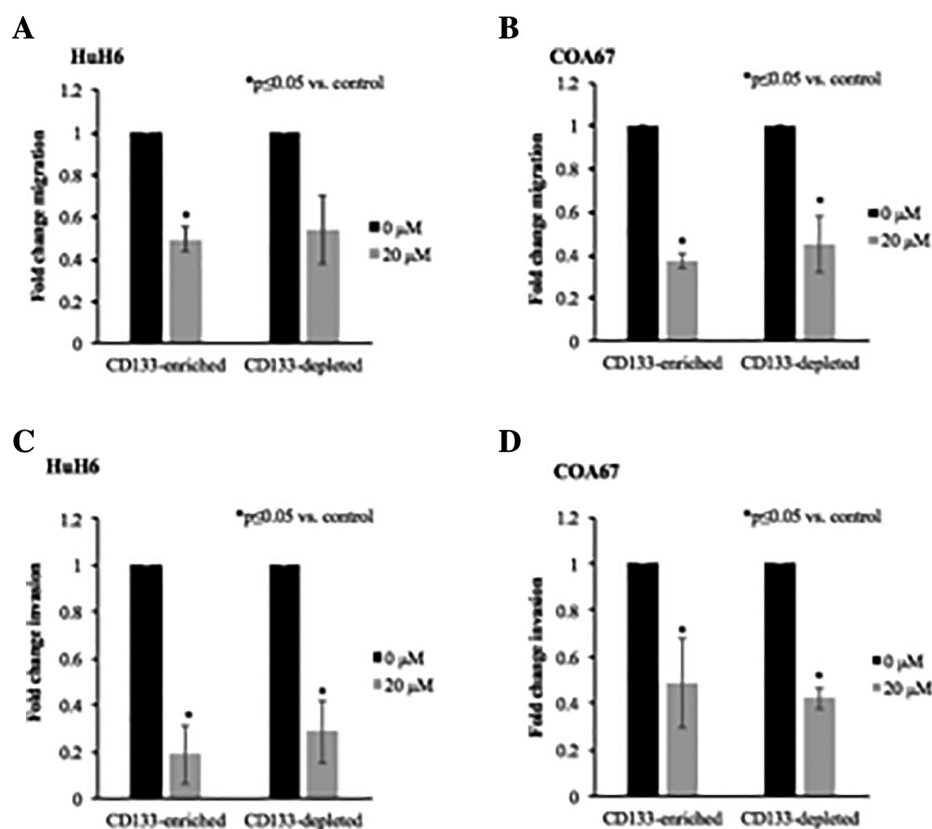 A
HuH6
*p≤0.05 vs. control
Fold change migration
1.2
1
0.8
0.6
0.4
0.2
0
*
0 μM
20 μM
CD133-enriched
CD133-depleted
B
COA67
*p≤0.05 vs. control
Fold change migration
1.2
1
0.8
0.6
0.4
0.2
0
*
*
0 μM
20 μM
CD133-enriched
CD133-depleted
C
HuH6
*p≤0.05 vs. control
Fold change invasion
1.2
1
0.8
0.6
0.4
0.2
0
*
*
0 μM
20 μM
CD133-enriched
CD133-depleted
D
COA67
*p≤0.05 vs. control
Fold change invasion
1.2
1
0.8
0.6
0.4
0.2
0
*
*
0 μM
20 μM
CD133-enriched
CD133-depleted